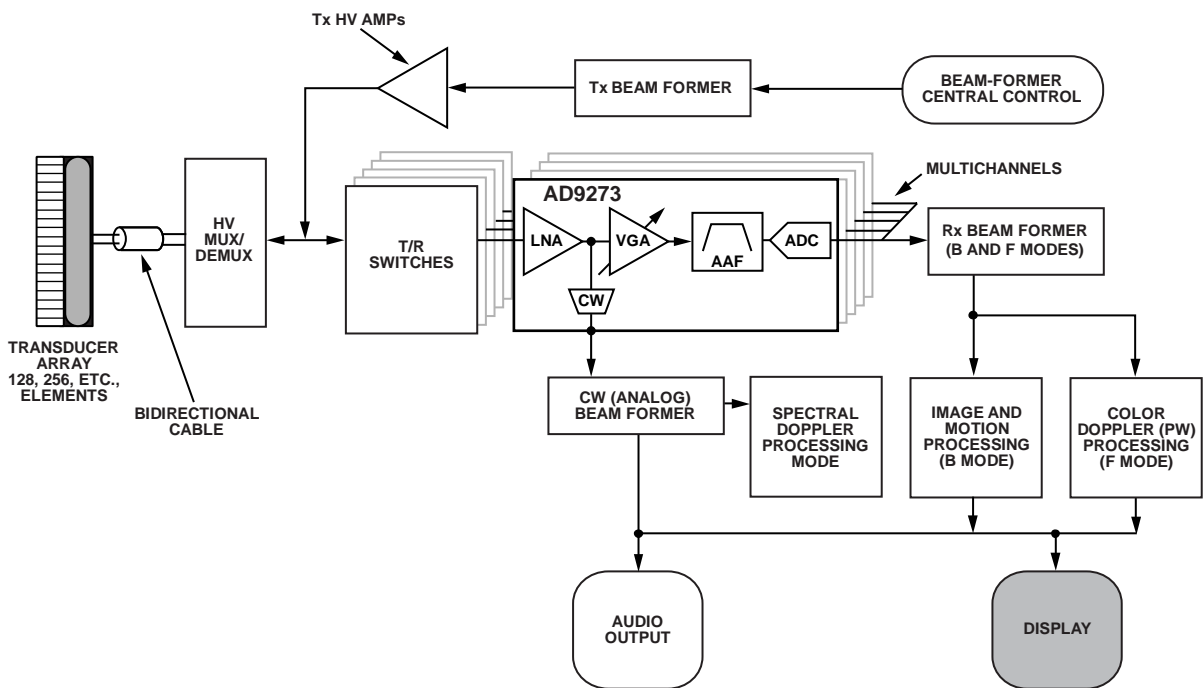 Tx HV AMPs
Tx BEAM FORMER
BEAM-FORMER
CENTRAL CONTROL
MULTICHANNELS
HV
MUX/
DEMUX
T/R
SWITCHES
AD9273
LNA
VGA
AAF
ADC
CW
Rx BEAM FORMER
(B AND F MODES)
TRANSDUCER
ARRAY
128, 256, ETC.,
ELEMENTS
BIDIRECTIONAL
CABLE
CW (ANALOG)
BEAM FORMER
SPECTRAL
DOPPLER
PROCESSING
MODE
IMAGE AND
MOTION
PROCESSING
(B MODE)
COLOR
DOPPLER (PW)
PROCESSING
(F MODE)
AUDIO
OUTPUT
DISPLAY